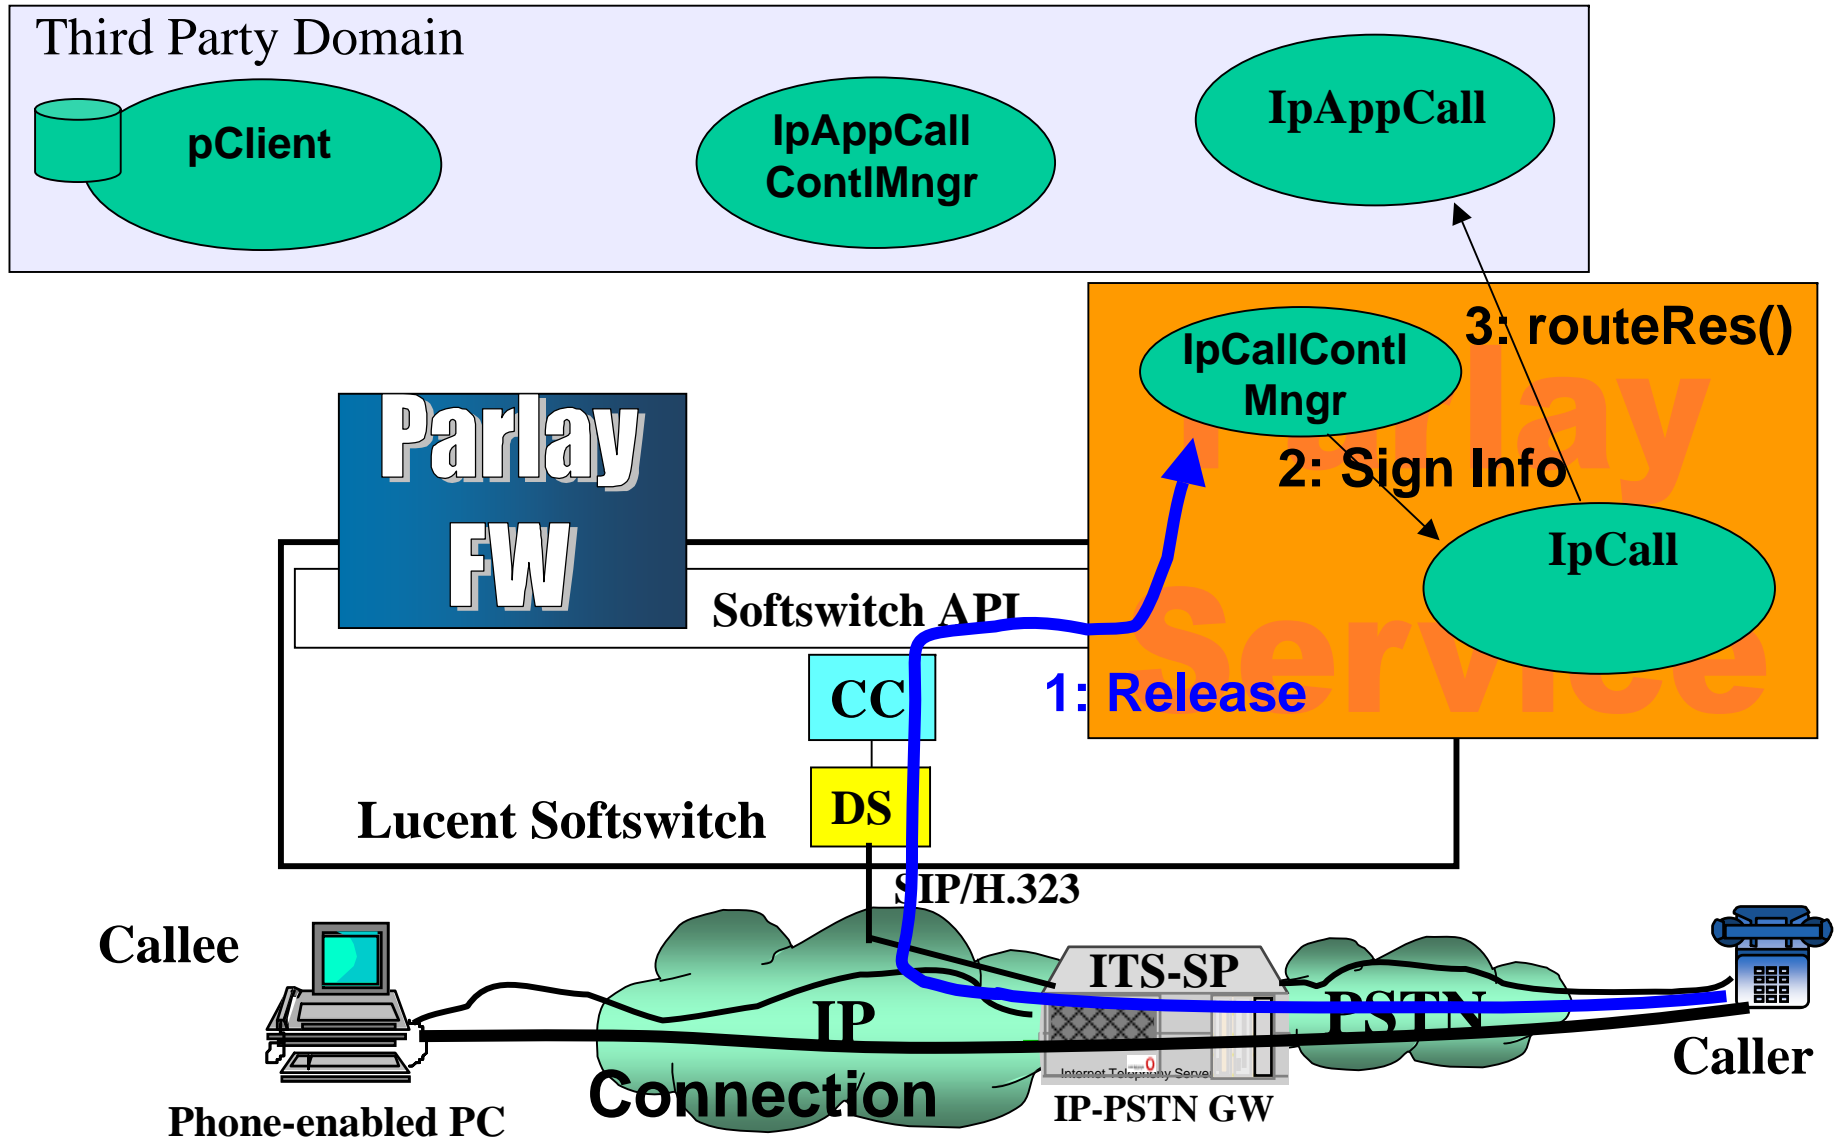 Third Party Domain
pClient
IpAppCall
ContlMngr
IpAppCall
3: routeRes()
IpCallContl
Mngr
Parlay
Service
2: Sign Info
IpCall
Parlay
FW
Softswitch API
CC
1: Release
DS
Lucent Softswitch
SIP/H.323
Callee
ITS-SP
IP
PSTN
Caller
Internet Telephony Server
Connection
IP-PSTN GW
Phone-enabled PC